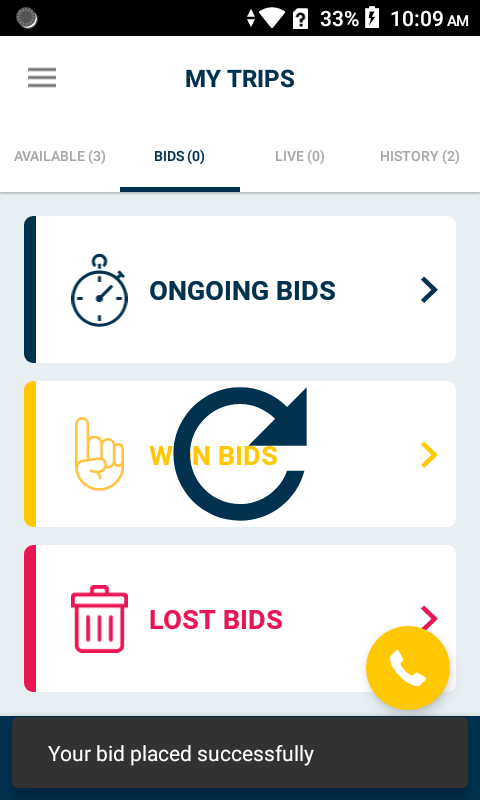 33% 10:09 AM
MY TRIPS
AVAILABLE (3) BIDS (0) LIVE (0) HISTORY (2)
ONGOING BIDS
WON BIDS
LOST BIDS
Your bid placed successfully